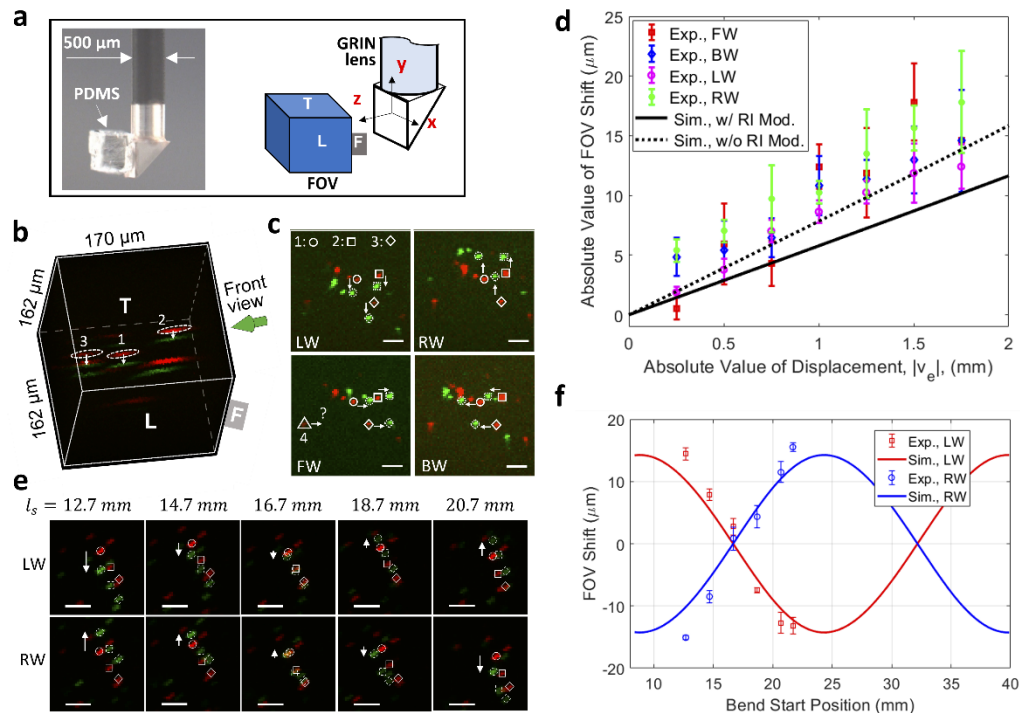 a
500 µm
PDMS
GRIN
lens
y
z
x
T
L
F
FOV
b
170 µm
162 µm
162 µm
T
L
F
Front
view
1
2
3
c
1: 2: 3:
LW
RW
4
?
FW
BW
d
Absolute Value of FOV Shift (µm)
25
20
15
10
5
0
Exp., FW
Exp., BW
Exp., LW
Exp., RW
Sim., w/ RI Mod.
Sim., w/o RI Mod.
0 0.5 1 1.5 2
Absolute Value of Displacement, |vₑ|, (mm)
e
lₛ = 12.7 mm 14.7 mm 16.7 mm 18.7 mm 20.7 mm
LW
RW
f
FOV Shift (µm)
20
15
10
0
-10
-20
Exp., LW
Sim., LW
Exp., RW
Sim., RW
10 15 20 25 30 35 40
Bend Start Position (mm)